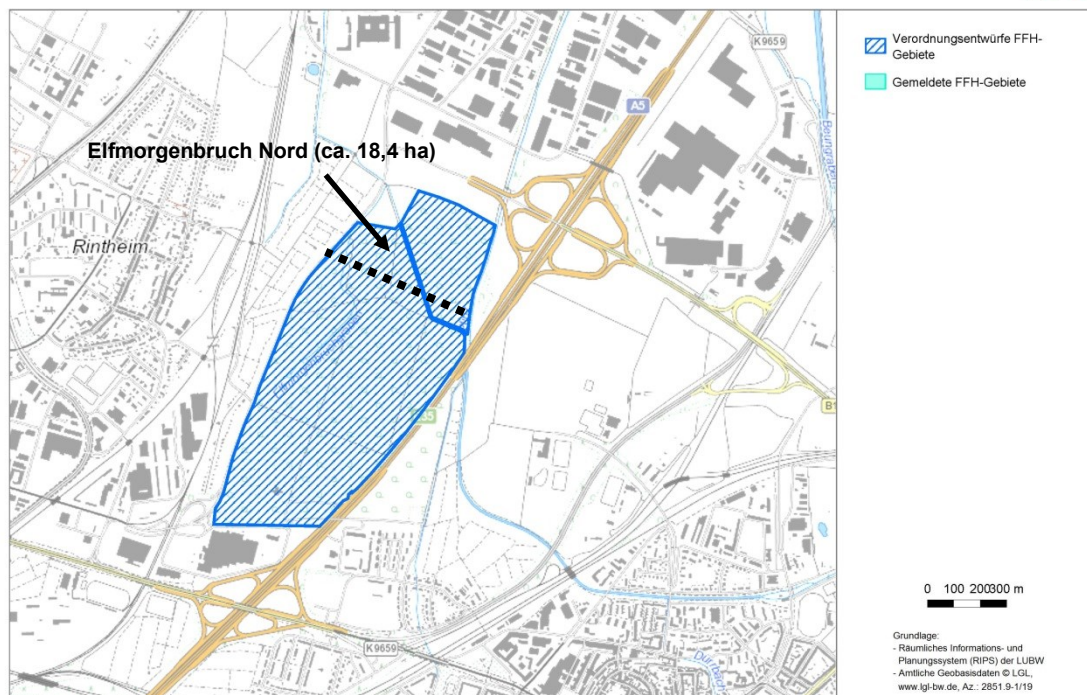 K9659
Verordnungsentwürfe FFH-
Gebiete
Gemeldete FFH-Gebiete
A5
Elfmorgenbruch Nord (ca. 18,4 ha)
Rintheim
Elfmorgenbruchgraben
B1
0 100 200300 m
K9659
Grundlage:
- Räumliches Informations- und
Planungssystem (RIPS) der LUBW
- Amtliche Geobasisdaten © LGL,
www.lgl-bw.de, Az.: 2851.9-1/19